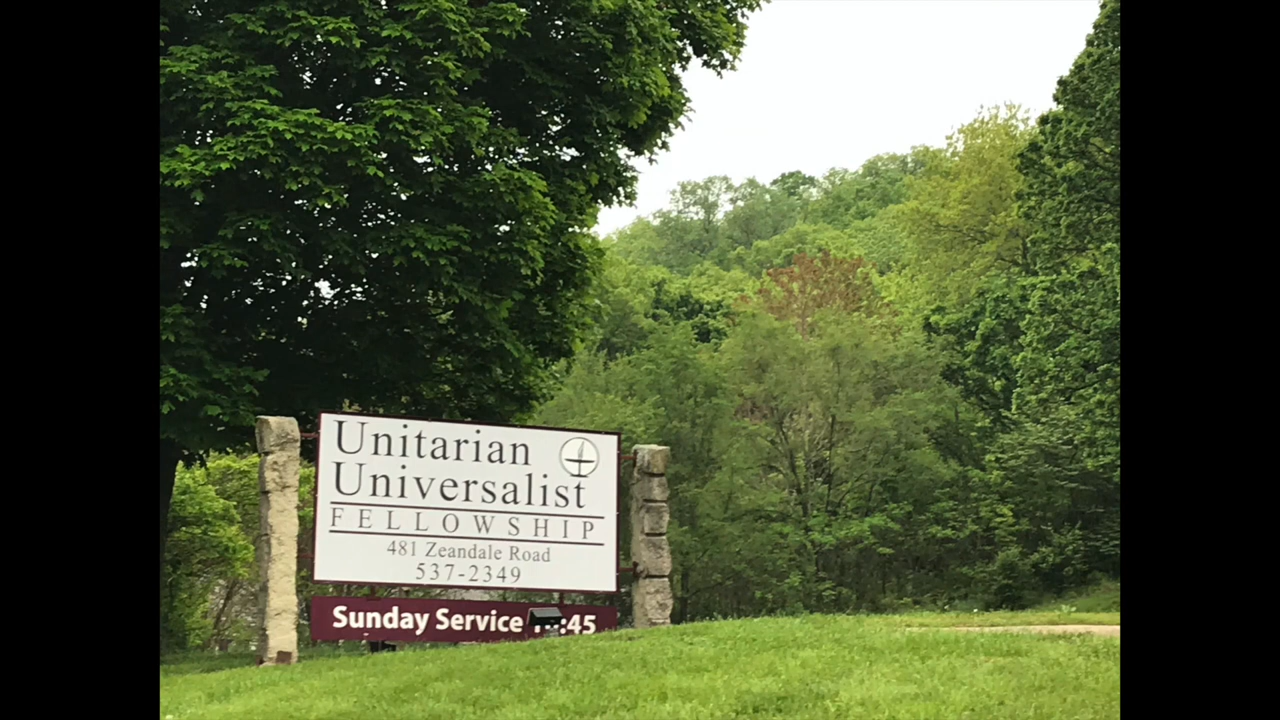 Unitarian
Universalist
FELLOWSHIP
481 Zeandale Road
537-2349
Sunday Service :45